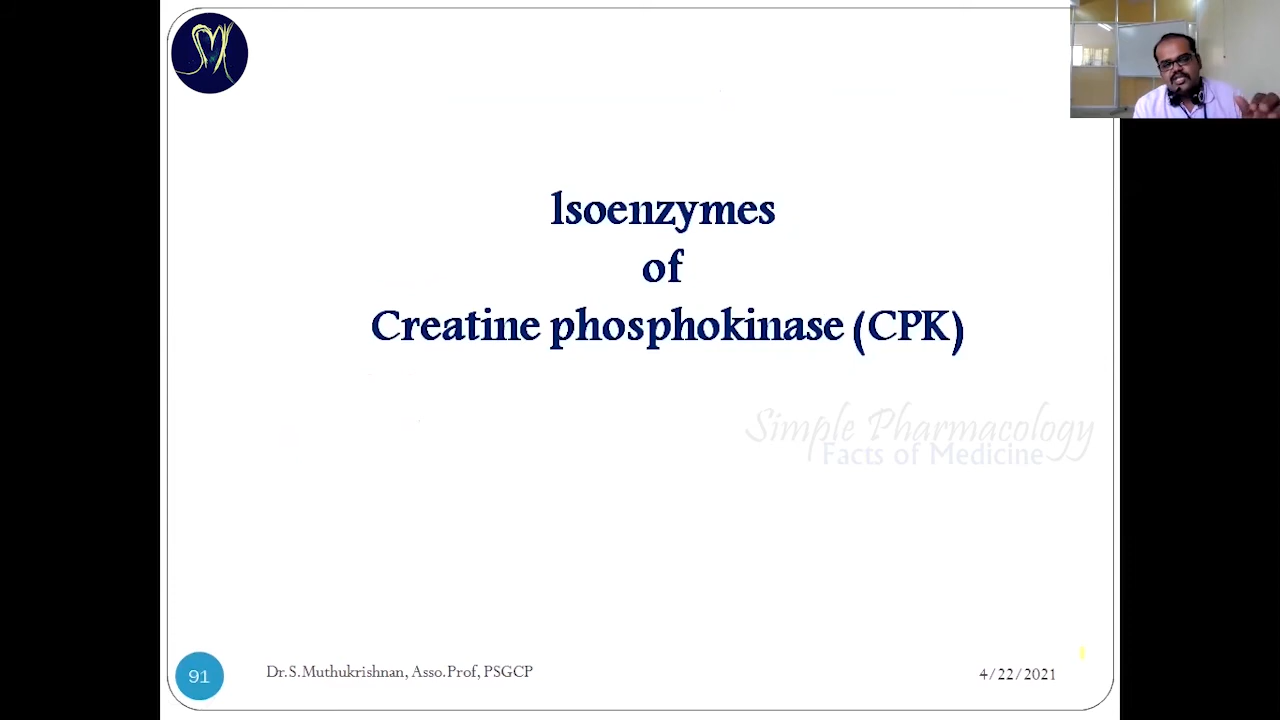 SMK
Isoenzymes
of
Creatine phosphokinase (CPK)
Simple Pharmacology
Facts of Medicine
91
Dr.S.Muthukrishnan, Asso.Prof, PSGCP
4/22/2021